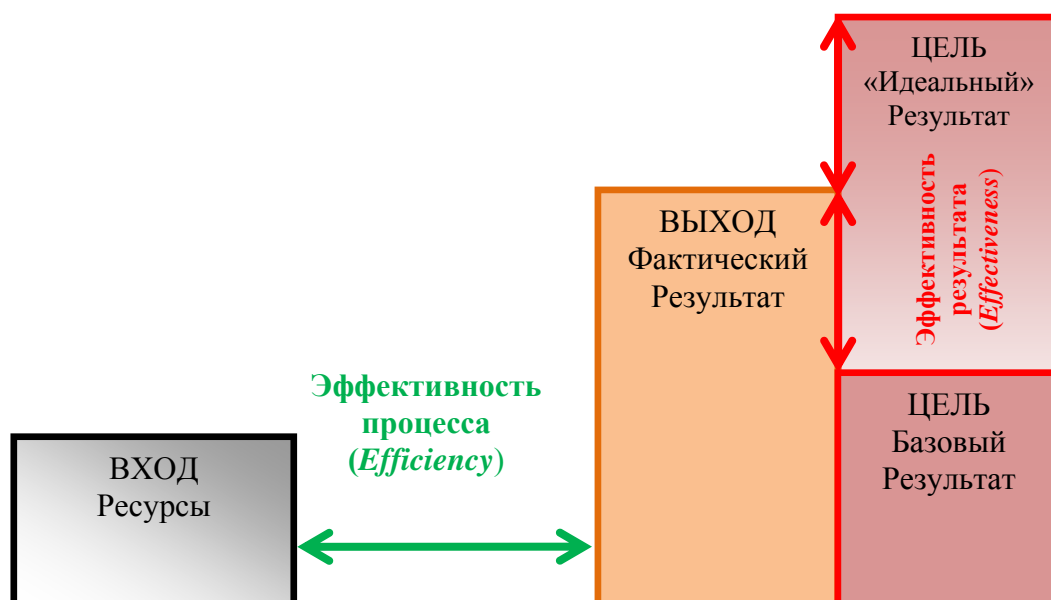 ЦЕЛЬ
«Идеальный»
Результат
Эффективность
результата
(Effectiveness)
ВЫХОД
Фактический
Результат
Эффективность
процесса
(Efficiency)
ЦЕЛЬ
Базовый
Результат
ВХОД
Ресурсы